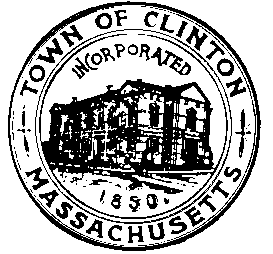 TOWN OF CLINTON
INCORPORATED
1850.
MASSACHUSETTS